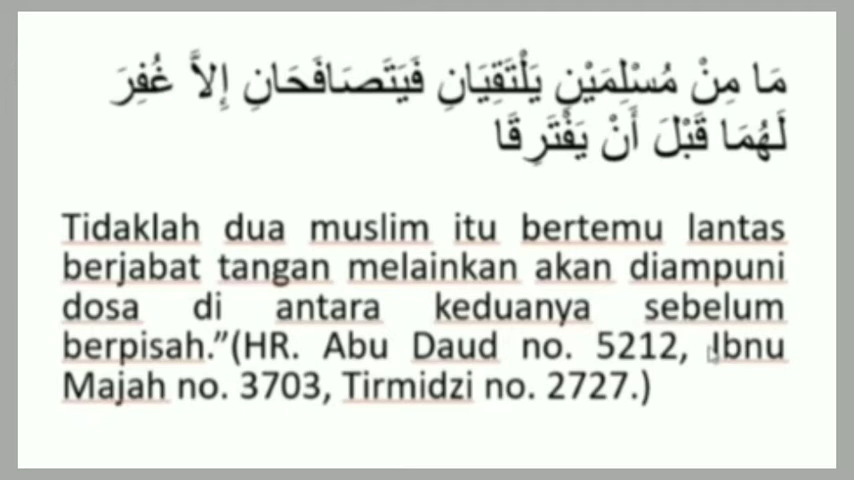 مَا مِنْ مُسْلِمَيْنِ يَلْتَقِيَانِ فَيَتَصَافَحَانِ إِلاَّ غُفِرَ
لَهُمَا قَبْلَ أَنْ يَفْتَرِقَا
Tidaklah dua muslim itu bertemu lantas
berjabat tangan melainkan akan diampuni
dosa di antara keduanya sebelum
berpisah.”(HR. Abu Daud no. 5212, Ibnu
Majah no. 3703, Tirmidzi no. 2727.)